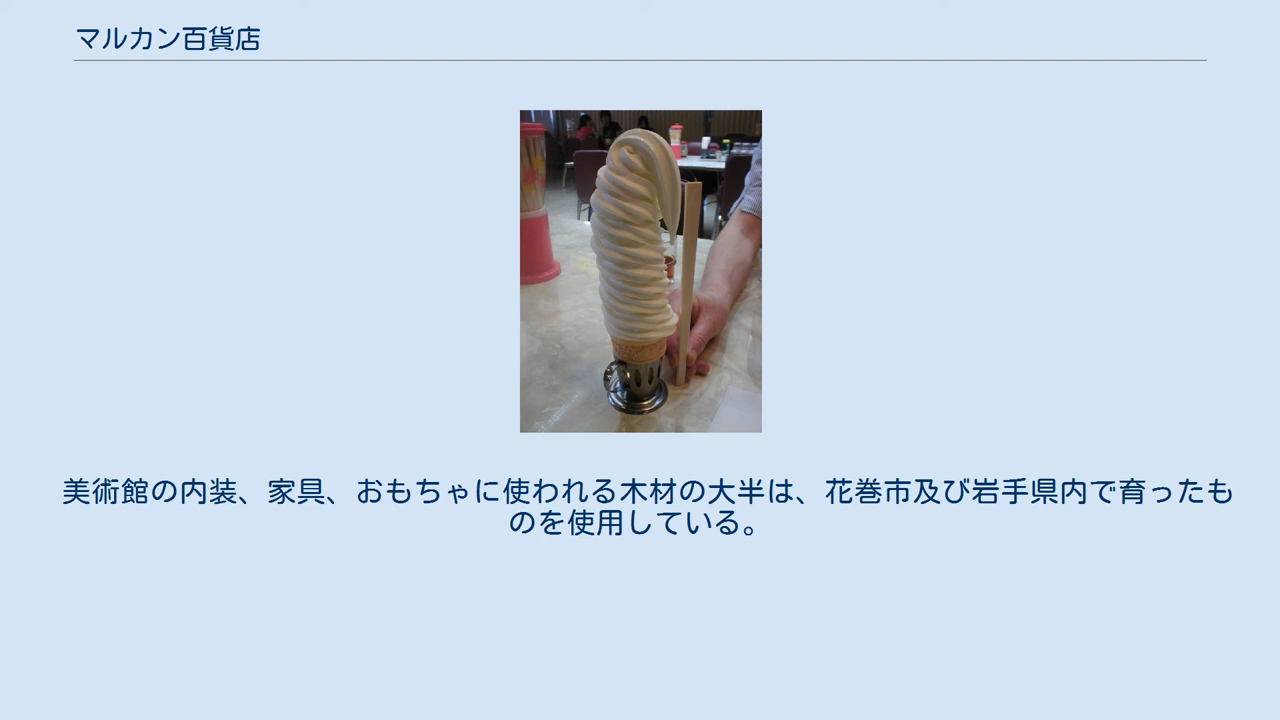 マルカン百貨店
美術館の内装、家具、おもちゃに使われる木材の大半は、花巻市及び岩手県内で育ったも
のを使用している。